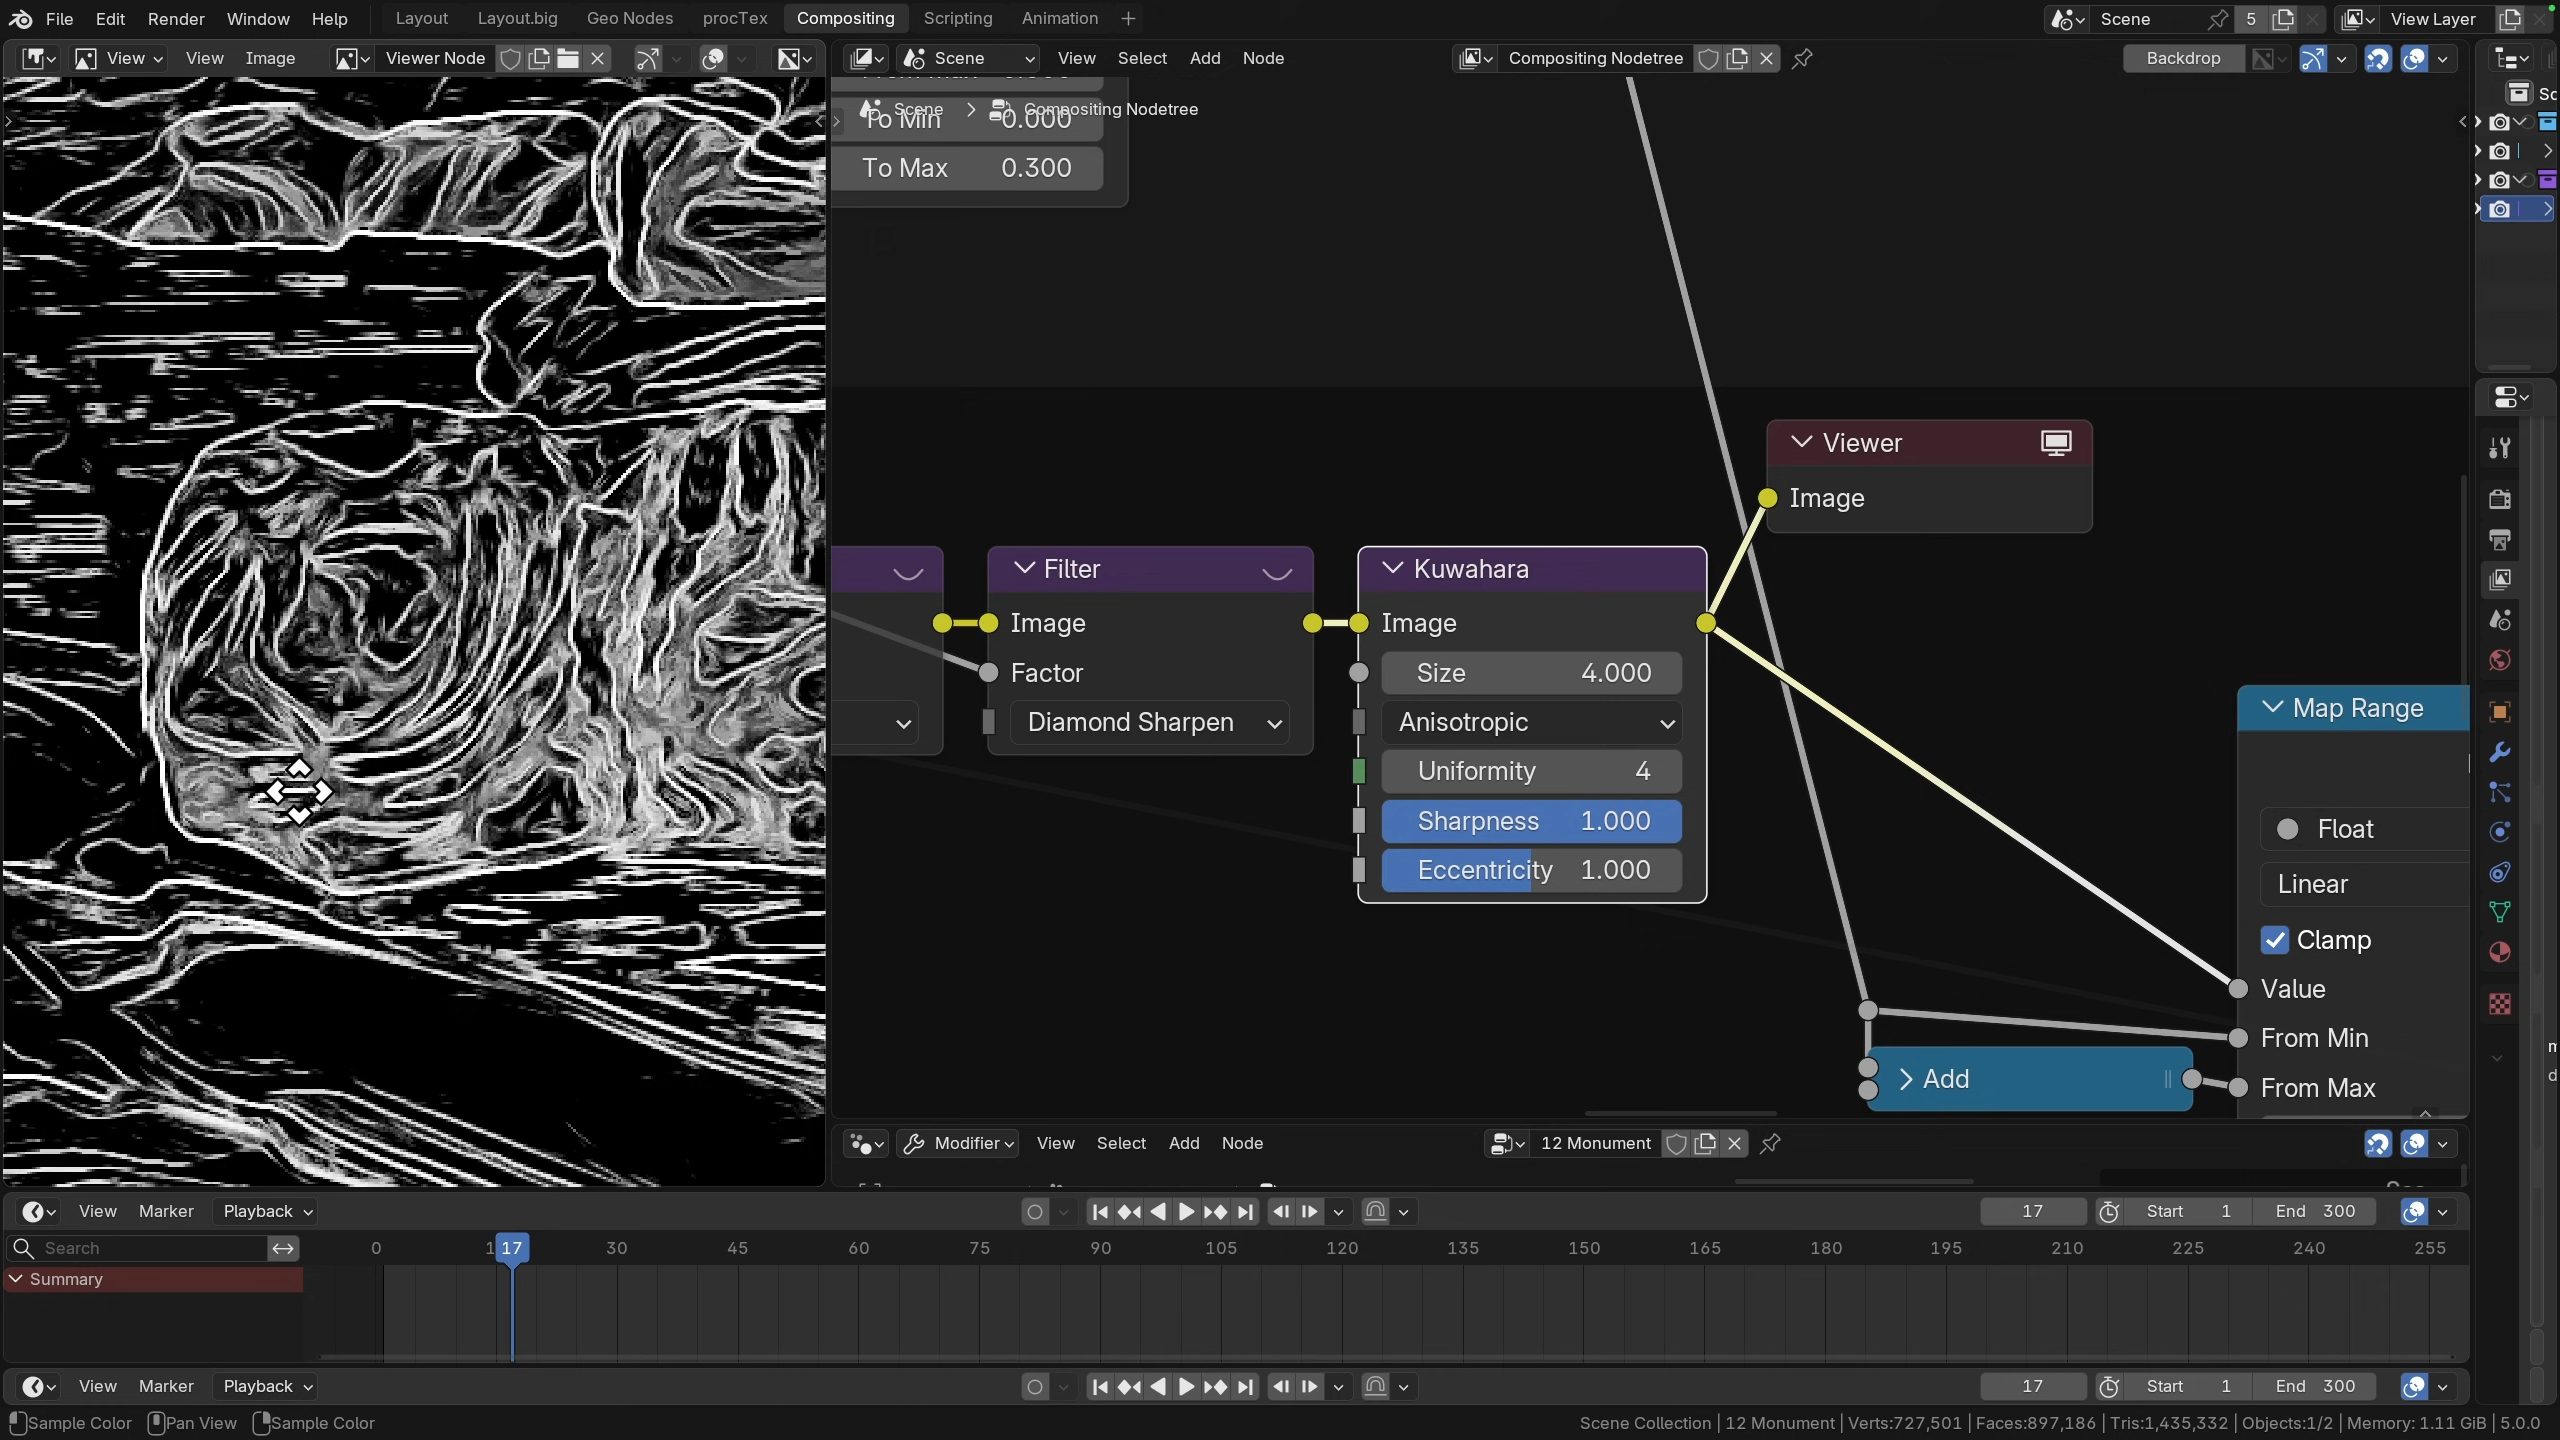 File Edit Render Window Help Layout Layout.big Geo Nodes procTex Compositing Scripting Animation + Scene 5 View Layer
View View Image Viewer Node Scene View Select Add Node Compositing Nodetree Backdrop
Scene > Compositing Nodetree
To Min 0.000
To Max 0.300
Viewer
Image
Filter
Image
Factor
Diamond Sharpen
Kuwahara
Image
Size 4.000
Anisotropic
Uniformity 4
Sharpness 1.000
Eccentricity 1.000
Map Range
Float
Linear
Clamp
Value
From Min
From Max
Add
Modifier View Select Add Node 12 Monument
View Marker Playback 17 Start 1 End 300
Search 0 17 30 45 60 75 90 105 120 135 150 165 180 195 210 225 240 255
Summary
View Marker Playback 17 Start 1 End 300
Sample Color Pan View Sample Color Scene Collection | 12 Monument | Verts:727,501 | Faces:897,186 | Tris:1,435,332 | Objects:1/2 | Memory: 1.11 GiB | 5.0.0